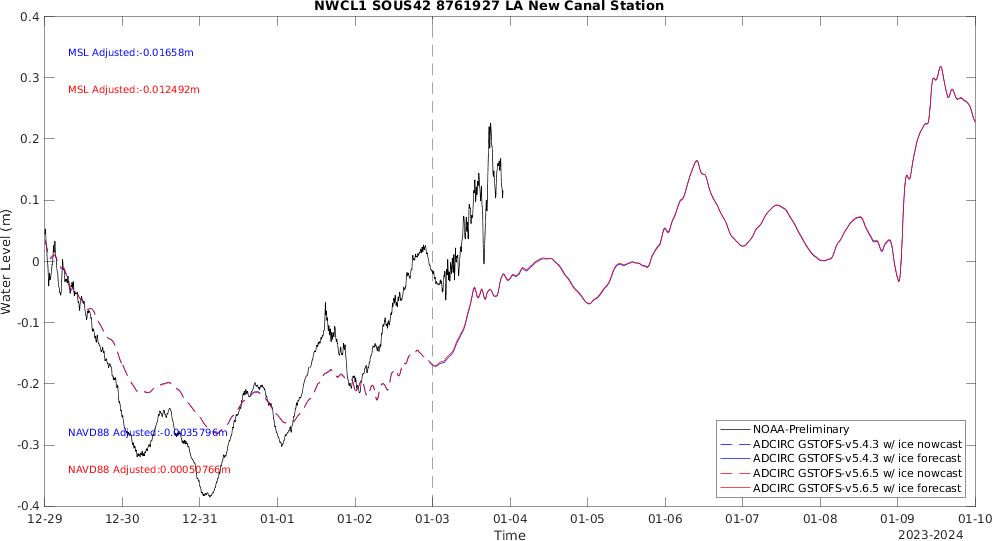 NWCL1 SOUS42 8761927 LA New Canal Station
0.4
0.3
0.2
0.1
0
-0.1
-0.2
-0.3
-0.4
Water Level (m)
MSL Adjusted:-0.01658m
MSL Adjusted:-0.012492m
NAVD88 Adjusted:-0.0035796m
NAVD88 Adjusted:0.00050766m
NOAA-Preliminary
ADCIRC GSTOFS-v5.4.3 w/ ice nowcast
ADCIRC GSTOFS-v5.4.3 w/ ice forecast
ADCIRC GSTOFS-v5.6.5 w/ ice nowcast
ADCIRC GSTOFS-v5.6.5 w/ ice forecast
12-29 12-30 12-31 01-01 01-02 01-03 01-04 01-05 01-06 01-07 01-08 01-09 01-10
Time
2023-2024